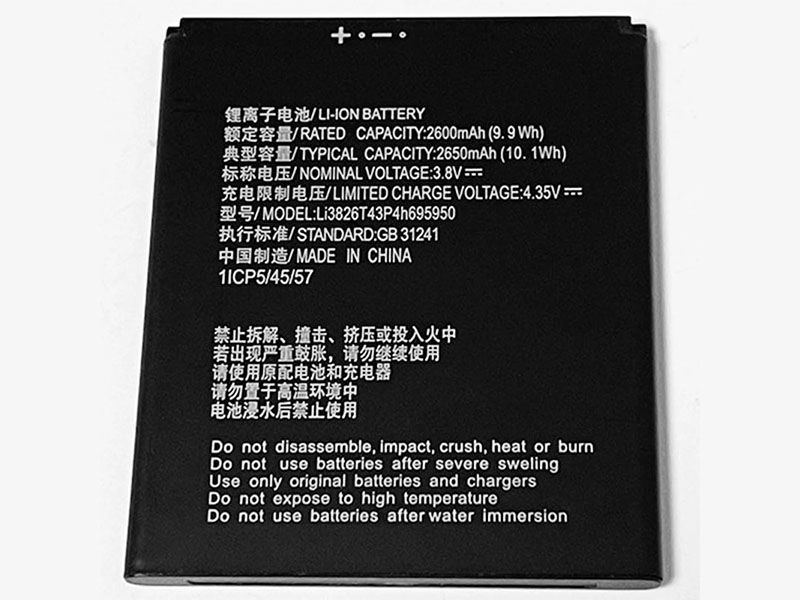 + · − ·
锂离子电池/ LI-ION BATTERY
额定容量/ RATED CAPACITY:2600mAh (9.9 Wh)
典型容量/ TYPICAL CAPACITY:2650mAh (10.1Wh)
标称电压/ NOMINAL VOLTAGE:3.8V⎓
充电限制电压/ LIMITED CHARGE VOLTAGE:4.35V⎓
型号/ MODEL:Li3826T43P4h695950
执行标准/ STANDARD:GB 31241
中国制造/ MADE IN CHINA
1ICP5/45/57
禁止拆解、撞击、挤压或投入火中
若出现严重鼓胀，请勿继续使用
请使用原配电池和充电器
请勿置于高温环境中
电池浸水后禁止使用
Do not disassemble, impact, crush, heat or burn
Do not use batteries after severe sweling
Use only original batteries and chargers
Do not expose to high temperature
Do not use batteries after water immersion